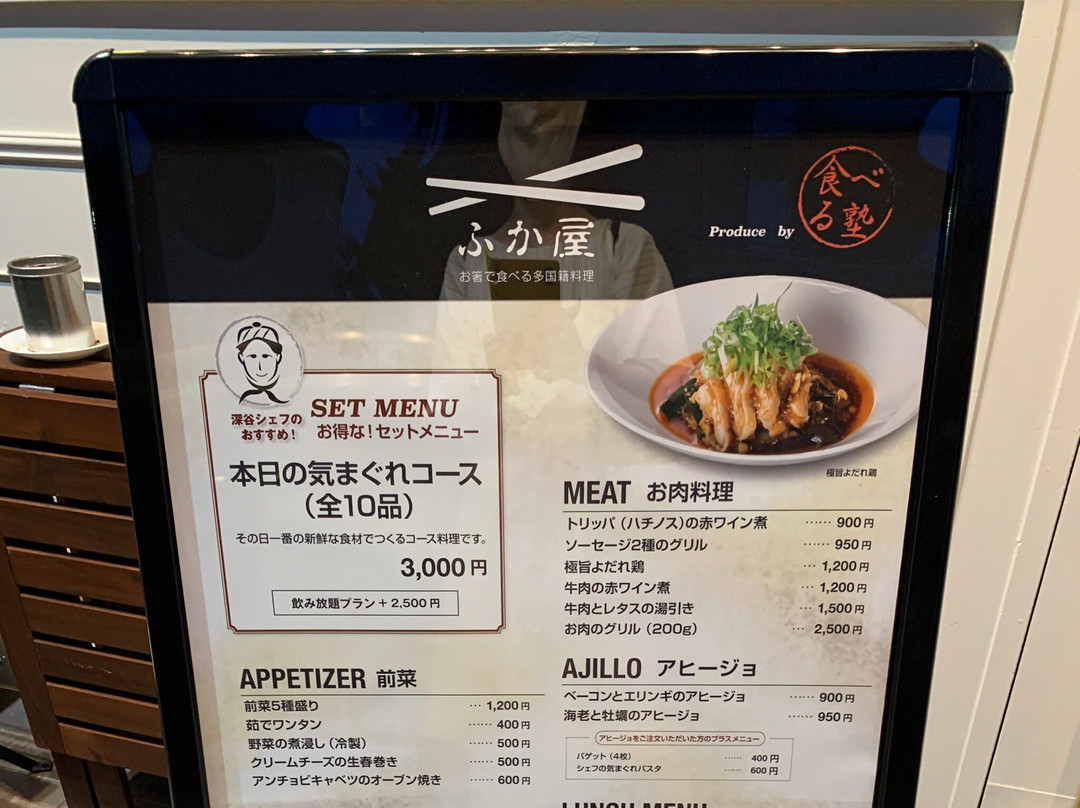 ふか屋
お箸で食べる多国籍料理
Produce by
食べる塾
深谷シェフの
おすすめ!
SET MENU
お得な!セットメニュー
本日の気まぐれコース
(全10品)
その日一番の新鮮な食材でつくるコース料理です。
3,000円
飲み放題プラン+2,500円
APPETIZER 前菜
前菜5種盛り … 1,200円
茹でワンタン …… 400円
野菜の煮浸し(冷製) …… 500円
クリームチーズの生春巻き …… 500円
アンチョビキャベツのオーブン焼き …… 600円
極旨よだれ鶏
MEAT お肉料理
トリッパ(ハチノス)の赤ワイン煮 …… 900円
ソーセージ2種のグリル …… 950円
極旨よだれ鶏 … 1,200円
牛肉の赤ワイン煮 … 1,200円
牛肉とレタスの湯引き … 1,500円
お肉のグリル(200g) … 2,500円
AJILLO アヒージョ
ベーコンとエリンギのアヒージョ …… 900円
海老と牡蠣のアヒージョ …… 950円
アヒージョをご注文いただいた方のプラスメニュー
バゲット(4枚) …… 400円
シェフの気まぐれパスタ …… 600円
LUNCH MENU